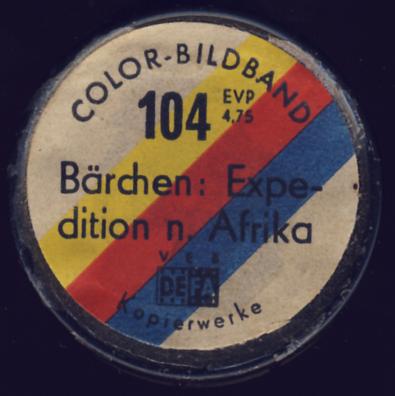 COLOR-BILDBAND
104 EVP
4,75
Bärchen: Expe-
dition n. Afrika
VEB
DEFA
Kopierwerke